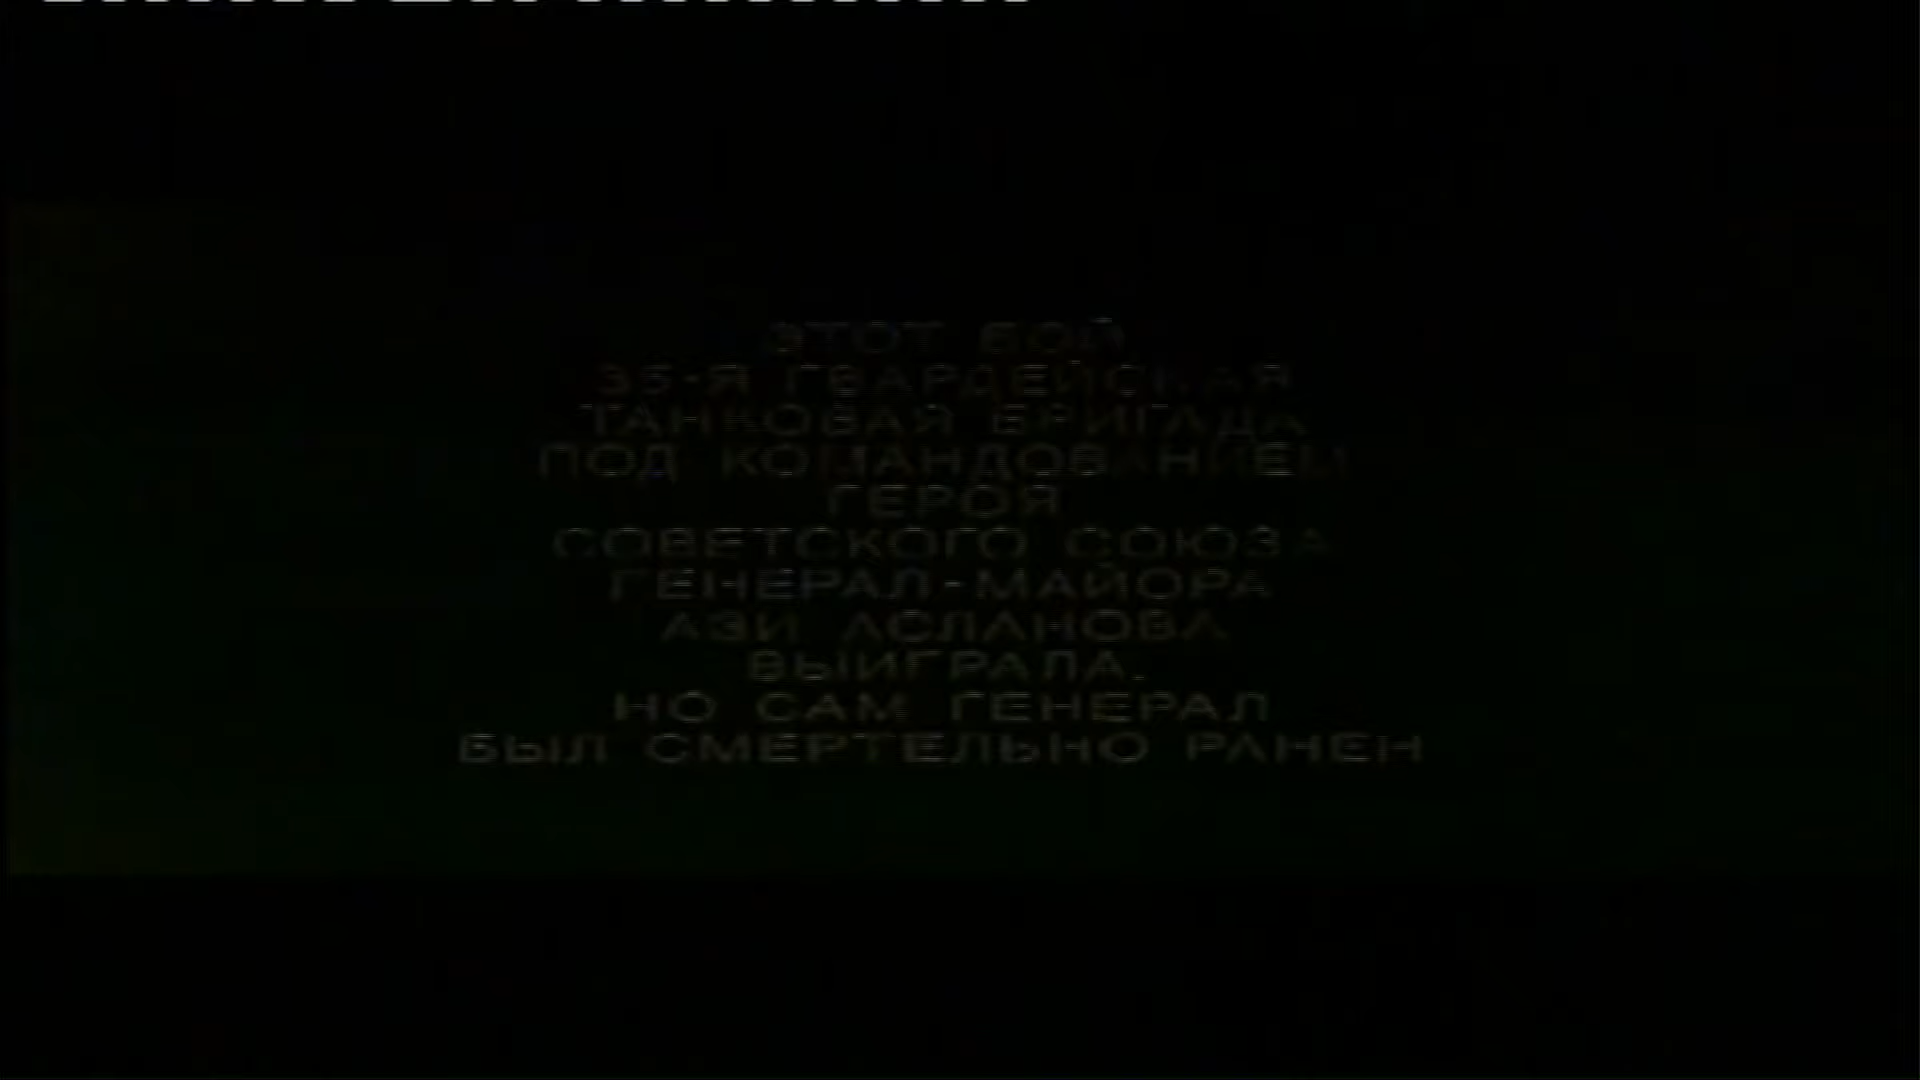 ЭТОТ БОЙ
35-Я ГВАРДЕЙСКАЯ
ТАНКОВАЯ БРИГАДА
ПОД КОМАНДОВАНИЕМ
ГЕРОЯ
СОВЕТСКОГО СОЮЗА
ГЕНЕРАЛ-МАЙОРА
АЗИ АСЛАНОВА
ВЫИГРАЛА.
НО САМ ГЕНЕРАЛ
БЫЛ СМЕРТЕЛЬНО РАНЕН